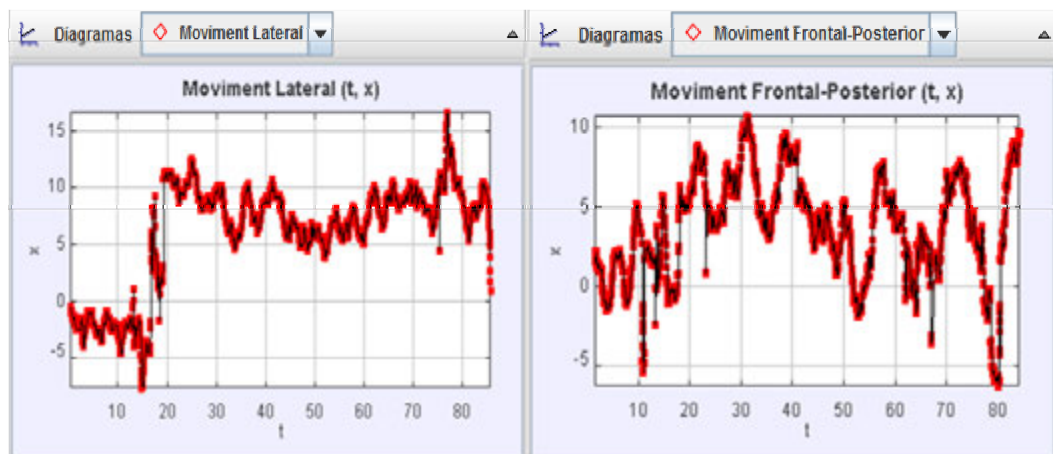 Diagramas Moviment Lateral
Moviment Lateral (t, x)
15
10
5
0
-5
x
10 20 30 40 50 60 70 80
t
Diagramas Moviment Frontal-Posterior
Moviment Frontal-Posterior (t, x)
10
5
0
-5
x
10 20 30 40 50 60 70 80
t